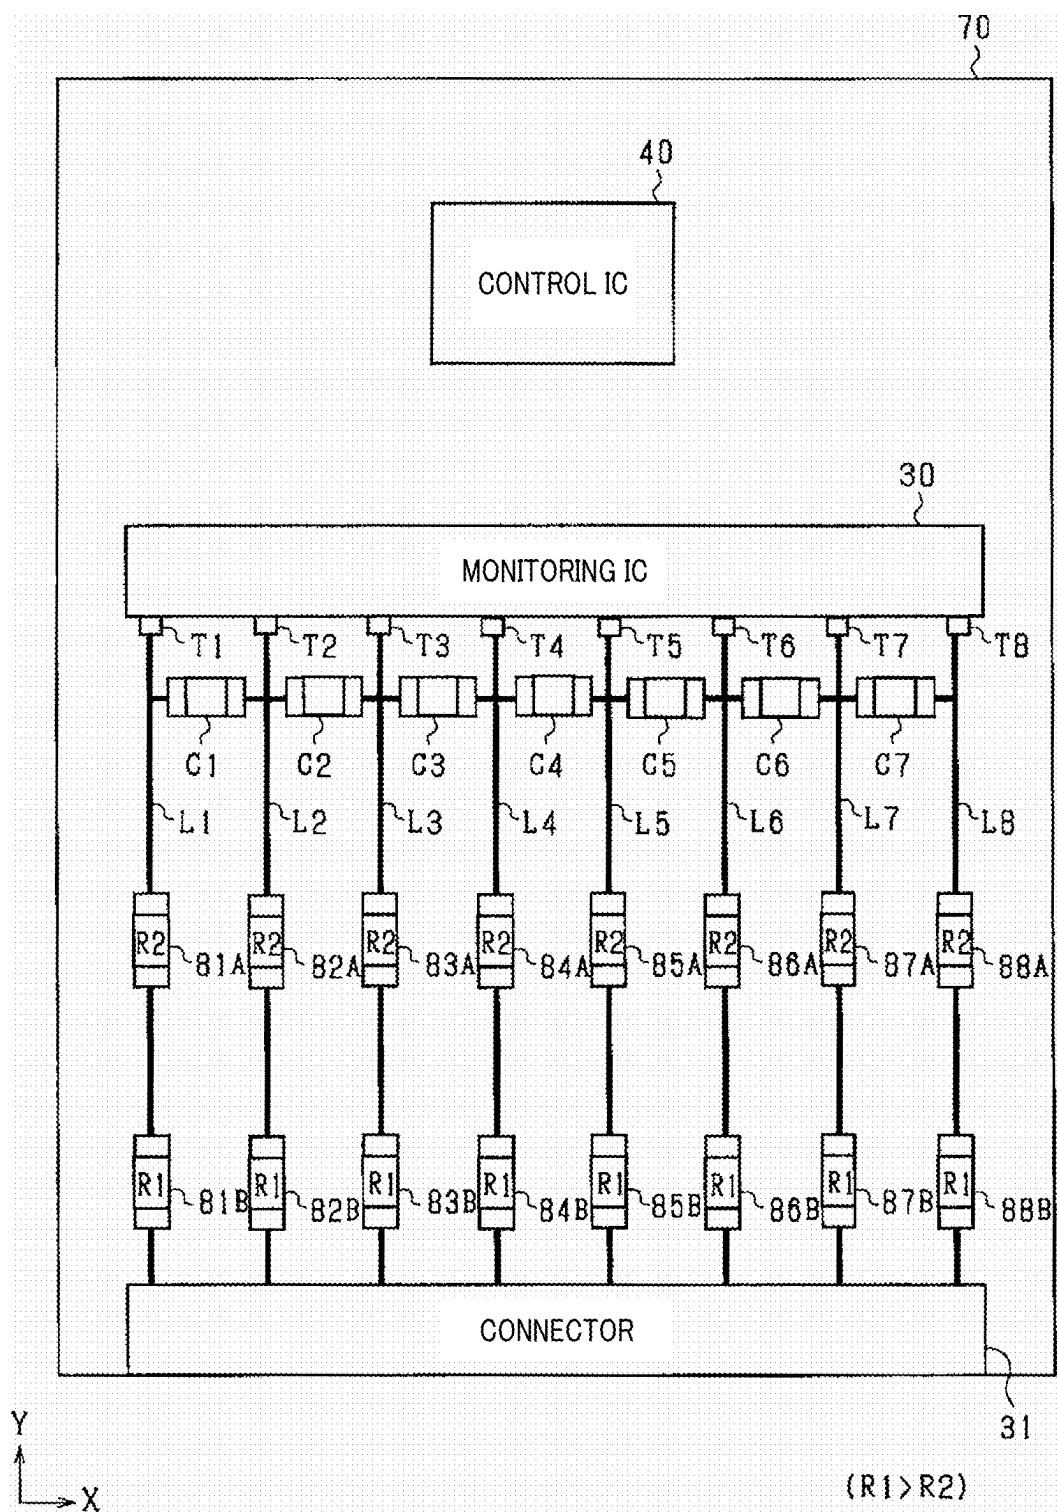 70
40
CONTROL IC
30
MONITORING IC
T1 T2 T3 T4 T5 T6 T7 T8
C1 C2 C3 C4 C5 C6 C7
L1 L2 L3 L4 L5 L6 L7 L8
R2 R2 R2 R2 R2 R2 R2 R2
81A 82A 83A 84A 85A 86A 87A 88A
R1 R1 R1 R1 R1 R1 R1 R1
81B 82B 83B 84B 85B 86B 87B 88B
CONNECTOR
31
Y
X
(R1>R2)